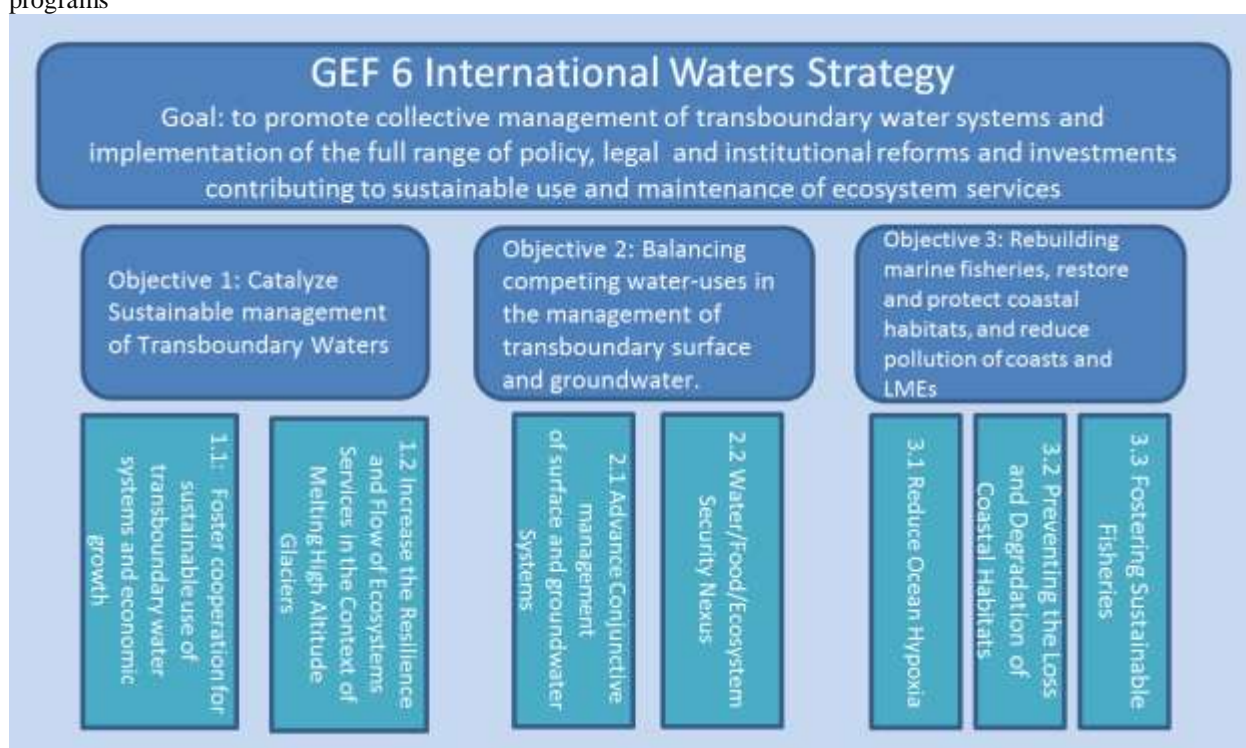 programs
GEF 6 International Waters Strategy
Goal: to promote collective management of transboundary water systems and
implementation of the full range of policy, legal and institutional reforms and investments
contributing to sustainable use and maintenance of ecosystem services
Objective 1: Catalyze
Sustainable management
of Transboundary Waters
Objective 2: Balancing
competing water-uses in
the management of
transboundary surface
and groundwater.
Objective 3: Rebuilding
marine fisheries, restore
and protect coastal
habitats, and reduce
pollution of coasts and
LMEs
1.1: Foster cooperation for
sustainable use of
transboundary water
systems and economic
growth
1.2 Increase the Resilience
and Flow of Ecosystems
Services in the Context of
Melting High Altitude
Glaciers
2.1 Advance Conjunctive
management
of surface and groundwater
Systems
2.2 Water/Food/Ecosystem
Security Nexus
3.1 Reduce Ocean Hypoxia
3.2 Preventing the Loss
and Degradation of
Coastal Habitats
3.3 Fostering Sustainable
Fisheries